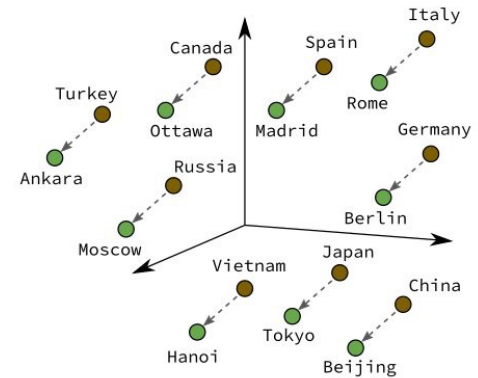 Italy
Canada
Spain
Turkey
Rome
Ottawa
Madrid
Germany
Russia
Ankara
Berlin
Moscow
Japan
Vietnam
China
Tokyo
Hanoi
Beijing